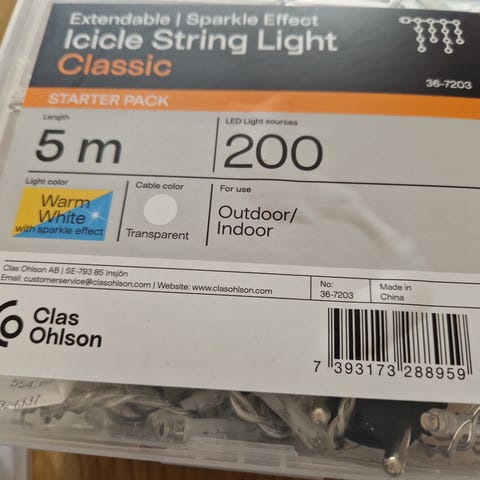 Extendable | Sparkle Effect
Icicle String Light
Classic
36-7203
STARTER PACK
Length
5 m
LED Light sources
200
Light color
Warm
White
with sparkle effect
Cable color
Transparent
For use
Outdoor/
Indoor
Clas Ohlson AB | SE-793 85 Insjön
Email: customerservice@clasohlson.com | Website: www.clasohlson.com
No:
36-7203
Made in
China
Clas
Ohlson
7 393173 288959